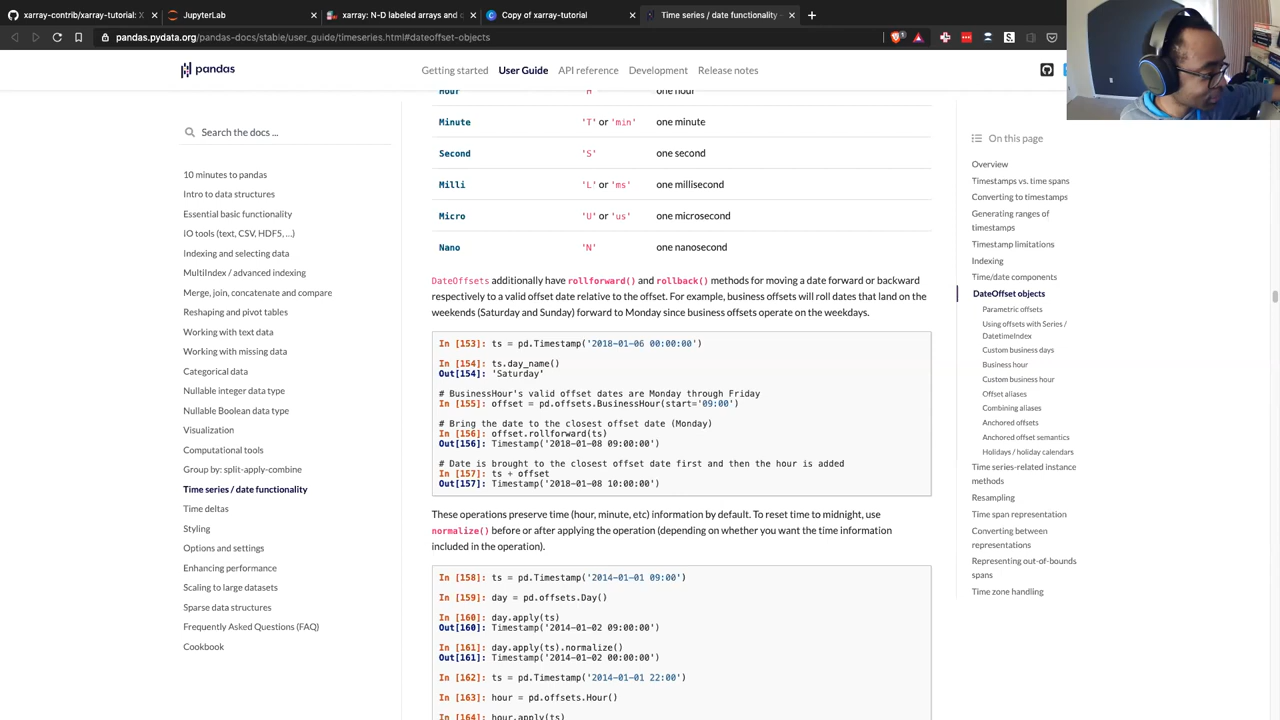 xarray-contrib/xarray-tutorial: X
JupyterLab
xarray: N-D labeled arrays and
Copy of xarray-tutorial
Time series / date functionality
pandas.pydata.org/pandas-docs/stable/user_guide/timeseries.html#dateoffset-objects
pandas
Getting started
User Guide
API reference
Development
Release notes
Search the docs ...
10 minutes to pandas
Intro to data structures
Essential basic functionality
IO tools (text, CSV, HDF5, …)
Indexing and selecting data
MultiIndex / advanced indexing
Merge, join, concatenate and compare
Reshaping and pivot tables
Working with text data
Working with missing data
Categorical data
Nullable integer data type
Nullable Boolean data type
Visualization
Computational tools
Group by: split-apply-combine
Time series / date functionality
Time deltas
Styling
Options and settings
Enhancing performance
Scaling to large datasets
Sparse data structures
Frequently Asked Questions (FAQ)
Cookbook
Hour 'H' one hour
Minute 'T' or 'min' one minute
Second 'S' one second
Milli 'L' or 'ms' one millisecond
Micro 'U' or 'us' one microsecond
Nano 'N' one nanosecond
DateOffsets additionally have rollforward() and rollback() methods for moving a date forward or backward
respectively to a valid offset date relative to the offset. For example, business offsets will roll dates that land on the
weekends (Saturday and Sunday) forward to Monday since business offsets operate on the weekdays.
In [153]: ts = pd.Timestamp('2018-01-06 00:00:00')
In [154]: ts.day_name()
Out[154]: 'Saturday'
# BusinessHour's valid offset dates are Monday through Friday
In [155]: offset = pd.offsets.BusinessHour(start='09:00')
# Bring the date to the closest offset date (Monday)
In [156]: offset.rollforward(ts)
Out[156]: Timestamp('2018-01-08 09:00:00')
# Date is brought to the closest offset date first and then the hour is added
In [157]: ts + offset
Out[157]: Timestamp('2018-01-08 10:00:00')
These operations preserve time (hour, minute, etc) information by default. To reset time to midnight, use
normalize() before or after applying the operation (depending on whether you want the time information
included in the operation).
In [158]: ts = pd.Timestamp('2014-01-01 09:00')
In [159]: day = pd.offsets.Day()
In [160]: day.apply(ts)
Out[160]: Timestamp('2014-01-02 09:00:00')
In [161]: day.apply(ts).normalize()
Out[161]: Timestamp('2014-01-02 00:00:00')
In [162]: ts = pd.Timestamp('2014-01-01 22:00')
In [163]: hour = pd.offsets.Hour()
In [164]: hour.apply(ts)
On this page
Overview
Timestamps vs. time spans
Converting to timestamps
Generating ranges of
timestamps
Timestamp limitations
Indexing
Time/date components
DateOffset objects
Parametric offsets
Using offsets with Series /
DatetimeIndex
Custom business days
Business hour
Custom business hour
Offset aliases
Combining aliases
Anchored offsets
Anchored offset semantics
Holidays / holiday calendars
Time series-related instance
methods
Resampling
Time span representation
Converting between
representations
Representing out-of-bounds
spans
Time zone handling